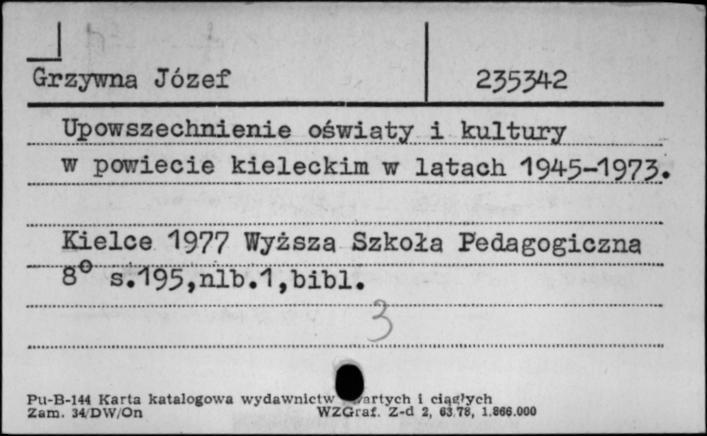 Grzywna Józef 235342
Upowszechnienie oświaty i kultury
w powiecie kieleckim w latach 1945-1973.
Kielce 1977 Wyższa Szkoła Pedagogiczna
8° s.195,nlb.1,bibl.
3
Pu-B-144 Karta katalogowa wydawnictw i ciągłych
Zam. 34/DW/On WZGraf. Z-d 2, 63.78, 1.866.000